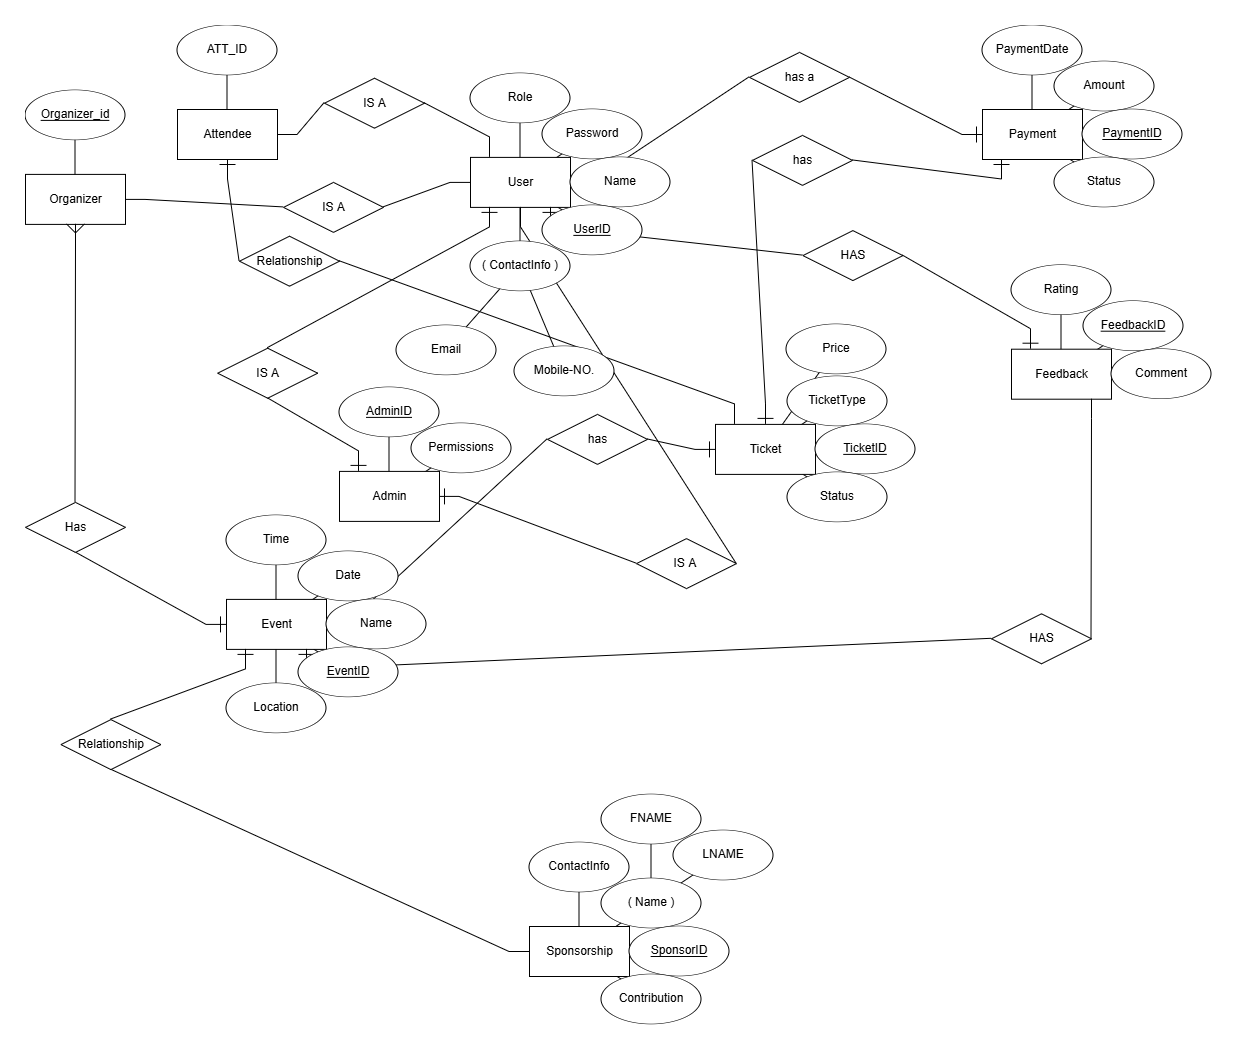 ATT_ID
PaymentDate
has a
Amount
Role
IS A
Organizer_id
Password
Attendee
Payment
PaymentID
has
User
Name
Status
Organizer
IS A
UserID
HAS
Relationship
( ContactInfo )
Rating
FeedbackID
Email
Price
Mobile-NO.
IS A
Feedback
Comment
TicketType
AdminID
has
Permissions
Ticket
TicketID
Admin
Status
Has
Time
IS A
Date
Event
Name
HAS
EventID
Location
Relationship
FNAME
LNAME
ContactInfo
( Name )
Sponsorship
SponsorID
Contribution